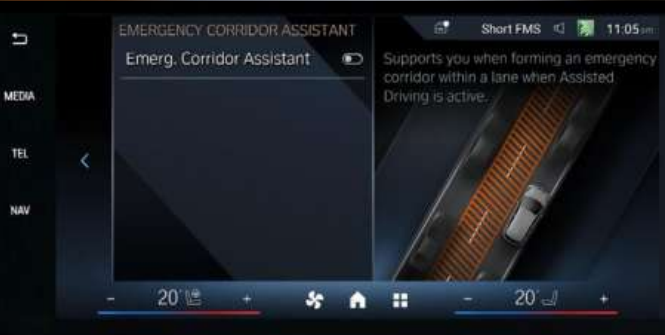 EMERGENCY CORRIDOR ASSISTANT
Short FMS
11:05 pm
Emerg. Corridor Assistant
Supports you when forming an emergency
corridor within a lane when Assisted
Driving is active.
MEDIA
TEL
NAV
- 20° +
- 20° +